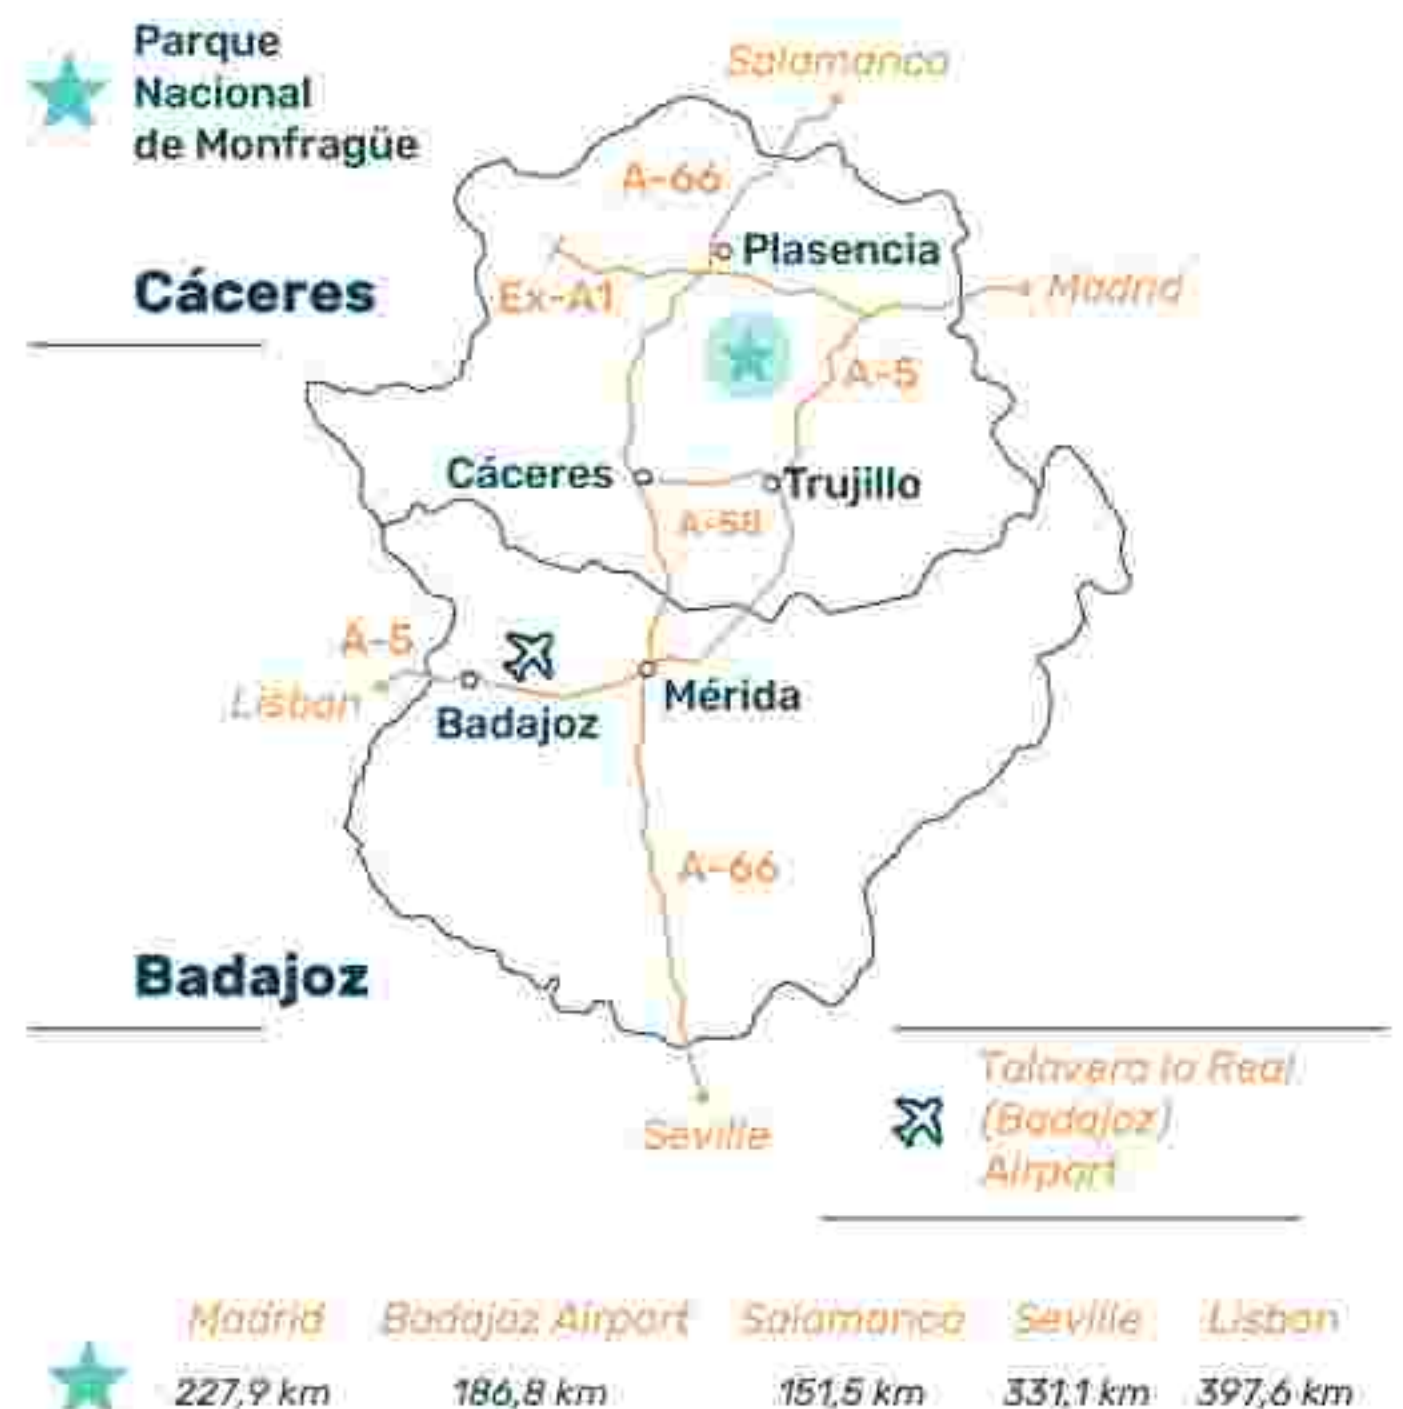 Parque
Nacional
de Monfragüe
Salamanca
A-66
Plasencia
Cáceres
Ex-A1
Madrid
A-5
Cáceres
Trujillo
A-58
A-5
Lisbon
Mérida
Badajoz
A-66
Badajoz
Talavera la Real
(Badajoz)
Airport
Seville
Madrid Badajoz Airport Salamanca Seville Lisbon
227,9 km 186,8 km 151,5 km 331,1 km 397,6 km